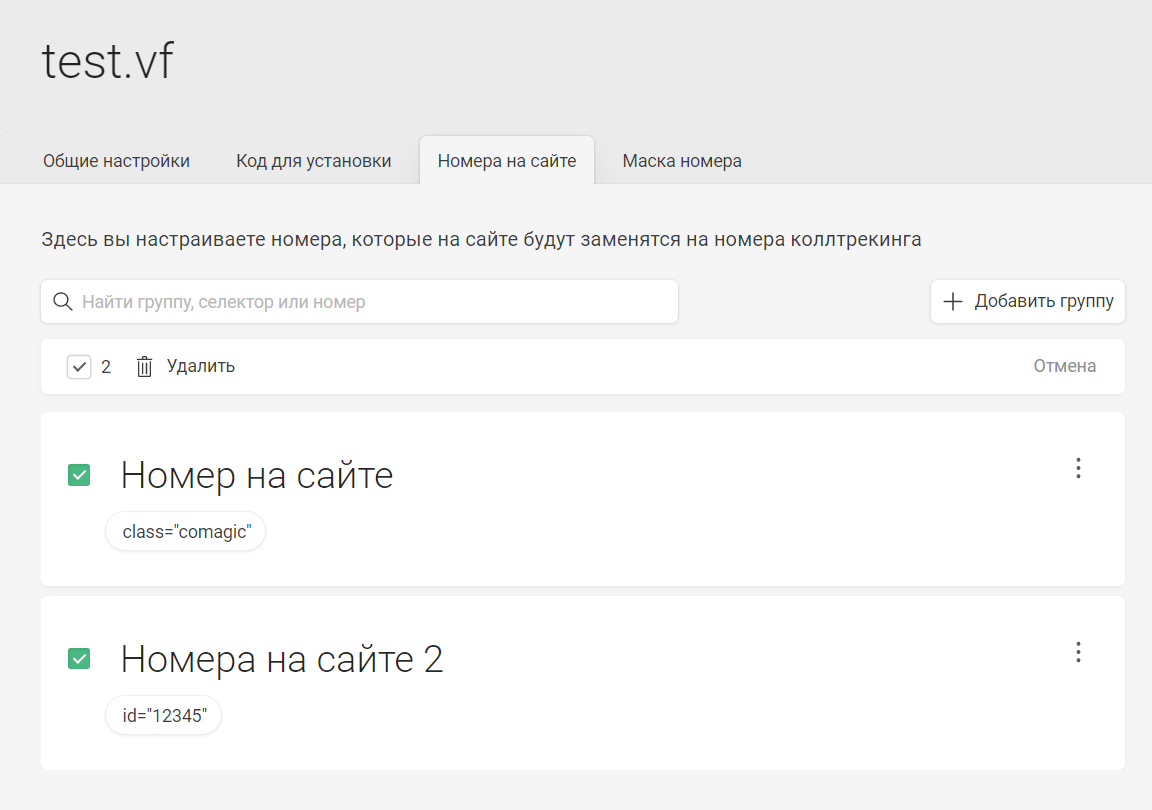 test.vf
Общие настройки Код для установки Номера на сайте Маска номера
Здесь вы настраиваете номера, которые на сайте будут заменятся на номера коллтрекинга
Найти группу, селектор или номер Добавить группу
2 Удалить Отмена
Номер на сайте
class="comagic"
Номера на сайте 2
id="12345"